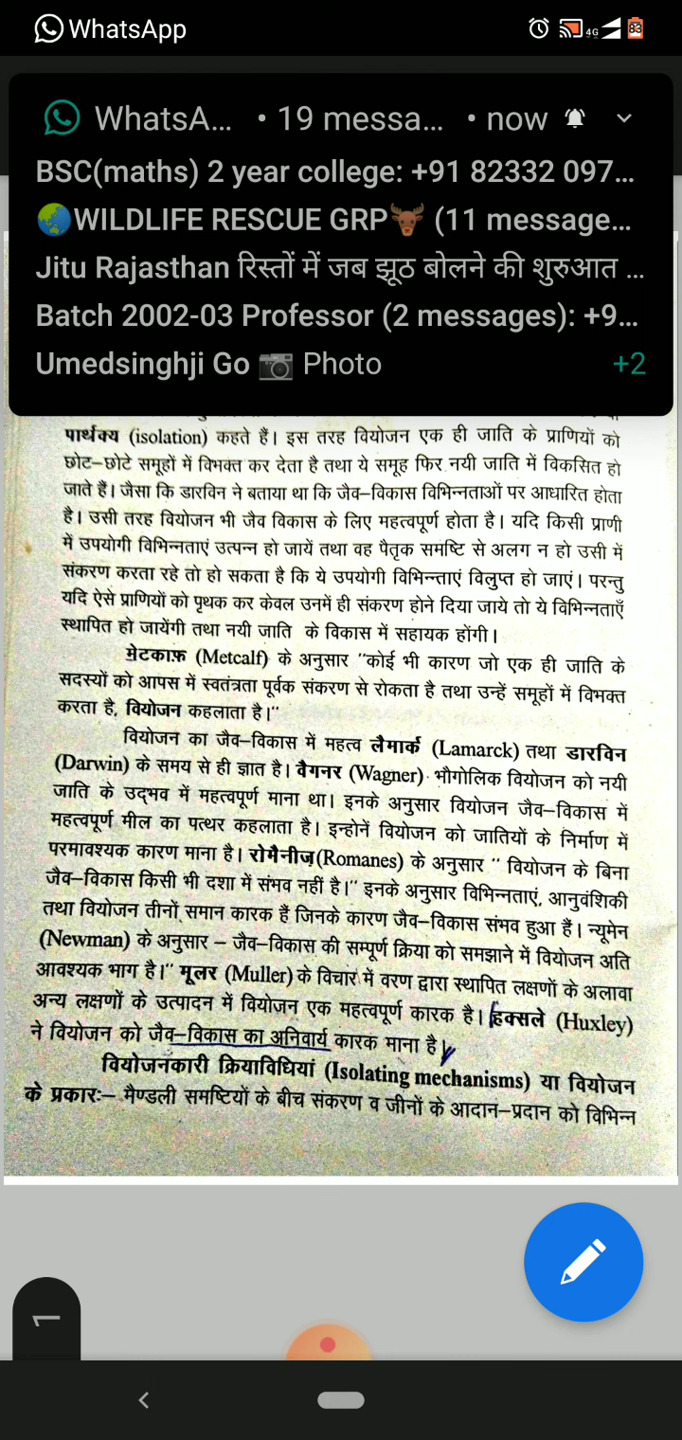 WhatsApp
4G 83
WhatsA... • 19 messa... • now
BSC(maths) 2 year college: +91 82332 097...
🌏WILDLIFE RESCUE GRP🫎 (11 message...
Jitu Rajasthan रिस्तों में जब झूठ बोलने की शुरुआत ...
Batch 2002-03 Professor (2 messages): +9...
Umedsinghji Go 📷 Photo +2
पार्थक्य (isolation) कहते हैं। इस तरह वियोजन एक ही जाति के प्राणियों को
छोट–छोटे समूहों में विभक्त कर देता है तथा ये समूह फिर नयी जाति में विकसित हो
जाते हैं। जैसा कि डारविन ने बताया था कि जैव–विकास विभिन्नताओं पर आधारित होता
है। उसी तरह वियोजन भी जैव विकास के लिए महत्वपूर्ण होता है। यदि किसी प्राणी
में उपयोगी विभिन्नताएं उत्पन्न हो जायें तथा वह पैतृक समष्टि से अलग न हो उसी में
संकरण करता रहे तो हो सकता है कि ये उपयोगी विभिन्नताएं विलुप्त हो जाएं। परन्तु
यदि ऐसे प्राणियों को पृथक कर केवल उनमें ही संकरण होने दिया जाये तो ये विभिन्नताएँ
स्थापित हो जायेंगी तथा नयी जाति के विकास में सहायक होंगी।
मेटकाफ़ (Metcalf) के अनुसार "कोई भी कारण जो एक ही जाति के
सदस्यों को आपस में स्वतंत्रता पूर्वक संकरण से रोकता है तथा उन्हें समूहों में विभक्त
करता है, वियोजन कहलाता है।"
वियोजन का जैव–विकास में महत्व लैमार्क (Lamarck) तथा डारविन
(Darwin) के समय से ही ज्ञात है। वैगनर (Wagner) भौगोलिक वियोजन को नयी
जाति के उद्भव में महत्वपूर्ण माना था। इनके अनुसार वियोजन जैव–विकास में
महत्वपूर्ण मील का पत्थर कहलाता है। इन्होनें वियोजन को जातियों के निर्माण में
परमावश्यक कारण माना है। रोमैनीज़(Romanes) के अनुसार " वियोजन के बिना
जैव–विकास किसी भी दशा में संभव नहीं है।" इनके अनुसार विभिन्नताएं, आनुवंशिकी
तथा वियोजन तीनों समान कारक हैं जिनके कारण जैव–विकास संभव हुआ हैं। न्यूमेन
(Newman) के अनुसार – जैव–विकास की सम्पूर्ण क्रिया को समझाने में वियोजन अति
आवश्यक भाग है।" मूलर (Muller) के विचार में वरण द्वारा स्थापित लक्षणों के अलावा
अन्य लक्षणों के उत्पादन में वियोजन एक महत्वपूर्ण कारक है। हक्सले (Huxley)
ने वियोजन को जैव–विकास का अनिवार्य कारक माना है।
वियोजनकारी क्रियाविधियां (Isolating mechanisms) या वियोजन
के प्रकार:– मैण्डली समष्टियों के बीच संकरण व जीनों के आदान–प्रदान को विभिन्न
1